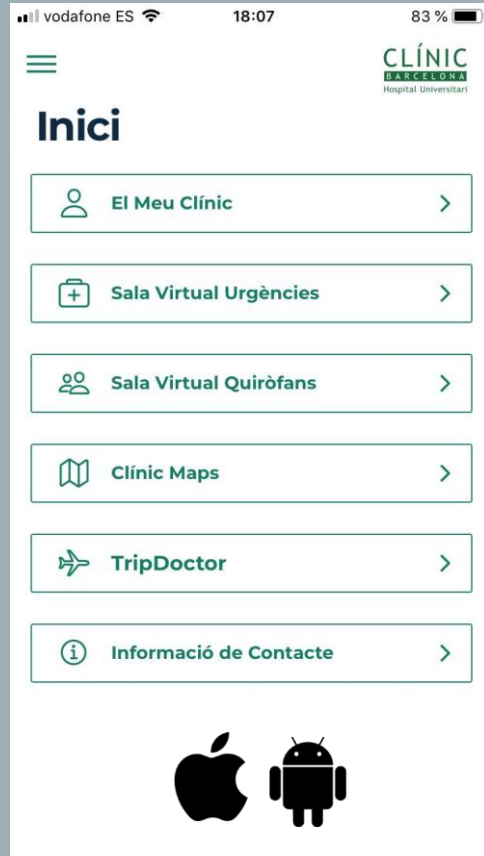 vodafone ES 18:07 83 %
CLÍNIC
BARCELONA
Hospital Universitari
Inici
El Meu Clínic
Sala Virtual Urgències
Sala Virtual Quiròfans
Clínic Maps
TripDoctor
Informació de Contacte